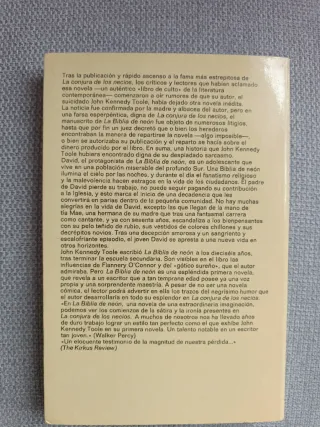 Tras la publicación y rápido ascenso a la fama más estrepitosa de
La conjura de los necios, los críticos y lectores que habían aclamado
esa novela —un auténtico «libro de culto» de la literatura
contemporánea— comenzaron a oír rumores de que su autor, el
suicidado John Kennedy Toole, había dejado otra novela inédita.
La noticia fue confirmada por la madre y albacea del autor, pero en
una farsa esperpéntica, digna de La conjura de los necios, el
manuscrito de La Biblia de neón fue objeto de numerosos litigios,
hasta que por fin un juez decretó que o bien los herederos
encontraban la manera de repartirse la novela —algo imposible—,
o bien se autorizaba su publicación y el reparto se hacía sobre el
dinero producido por el libro. En suma, una historia que John Kennedy
Toole hubiera encontrado digna de su despiadado sarcasmo.
David, el protagonista de La Biblia de neón, es un adolescente que
vive en una población miserable del profundo Sur. Una Biblia de neón
ilumina el cielo por las noches, y durante el día el fanatismo religioso
y la malevolencia hacen estragos en la vida de los ciudadanos. El padre
de David pierde su trabajo, no puede seguir pagando su contribución
a la Iglesia, y esto marca el inicio de una decadencia que les
convertirá en parias dentro de la pequeña comunidad. No hay muchas
alegrías en la vida de David, excepto las que llegan de la mano de
tía Mae, una hermana de su madre que tras una fantasmal carrera
como cantante, y ya con sesenta años, escandaliza a los bienpensantes
con su pelo teñido de rubio, sus vestidos de colores chillones y sus
decrépitos novios. Tras una decepción amorosa y un sangriento y
escalofriante episodio, el joven David se apresta a una nueva vida en
otros horizontes.
John Kennedy Toole escribió La Biblia de neón a los dieciséis años,
tras terminar la escuela secundaria. Son visibles en el libro las
influencias de Flannery O'Connor y del «gótico sureño», que el autor
admiraba. Pero La Biblia de neón es una espléndida primera novela,
que revela a un escritor que a tan temprana edad posee ya una voz
propia y una sorprendente maestría. A pesar de no ser una novela
cómica, el lector podrá advertir en ella los trazos del negrísimo humor que
el autor desarrollaría en todo su esplendor en La conjura de los necios.
«En La Biblia de neón, una novela de una extraordinaria imaginación,
podemos ver los comienzos de la sátira y la ironía presentes en
La conjura de los necios. A muchos de nosotros nos ha llevado años
de duro trabajo lograr un estilo tan perfecto como el que exhibe John
Kennedy Toole en su primera novela. Un talento notable en un escritor
tan joven.» (Walker Percy)
«Un elocuente testimonio de la magnitud de nuestra pérdida...»
(The Kirkus Review)